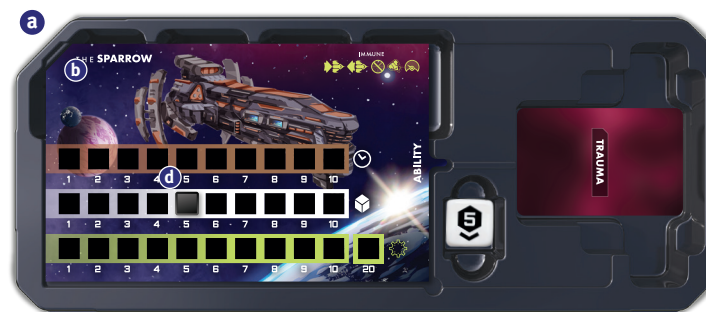 a
b
THE SPARROW
IMMUNE
ABILITY
1 2 3 4 5 6 7 8 9 10
d
1 2 3 4 5 6 7 8 9 10
1 2 3 4 5 6 7 8 9 10 20
5
TRAUMA